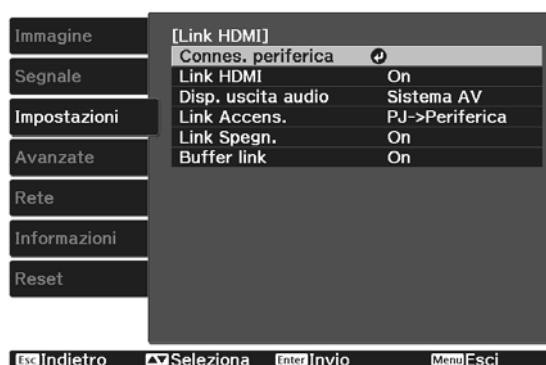 Immagine
Segnale
Impostazioni
Avanzate
Rete
Informazioni
Reset
[Link HDMI]
Connes. periferica
Link HDMI On
Disp. uscita audio Sistema AV
Link Accens. PJ->Periferica
Link Spegn. On
Buffer link On
Esc Indietro Seleziona Enter Invio Menu Esci